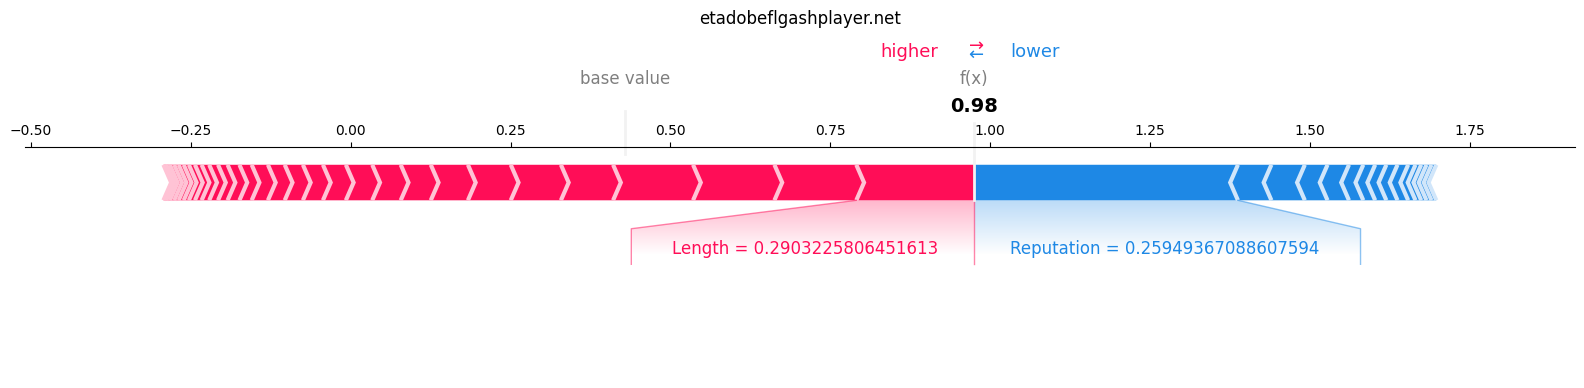 etadobeflgashplayer.net
higher ⇄ lower
base value f(x)
0.98
−0.50 −0.25 0.00 0.25 0.50 0.75 1.00 1.25 1.50 1.75
Length = 0.2903225806451613 Reputation = 0.25949367088607594